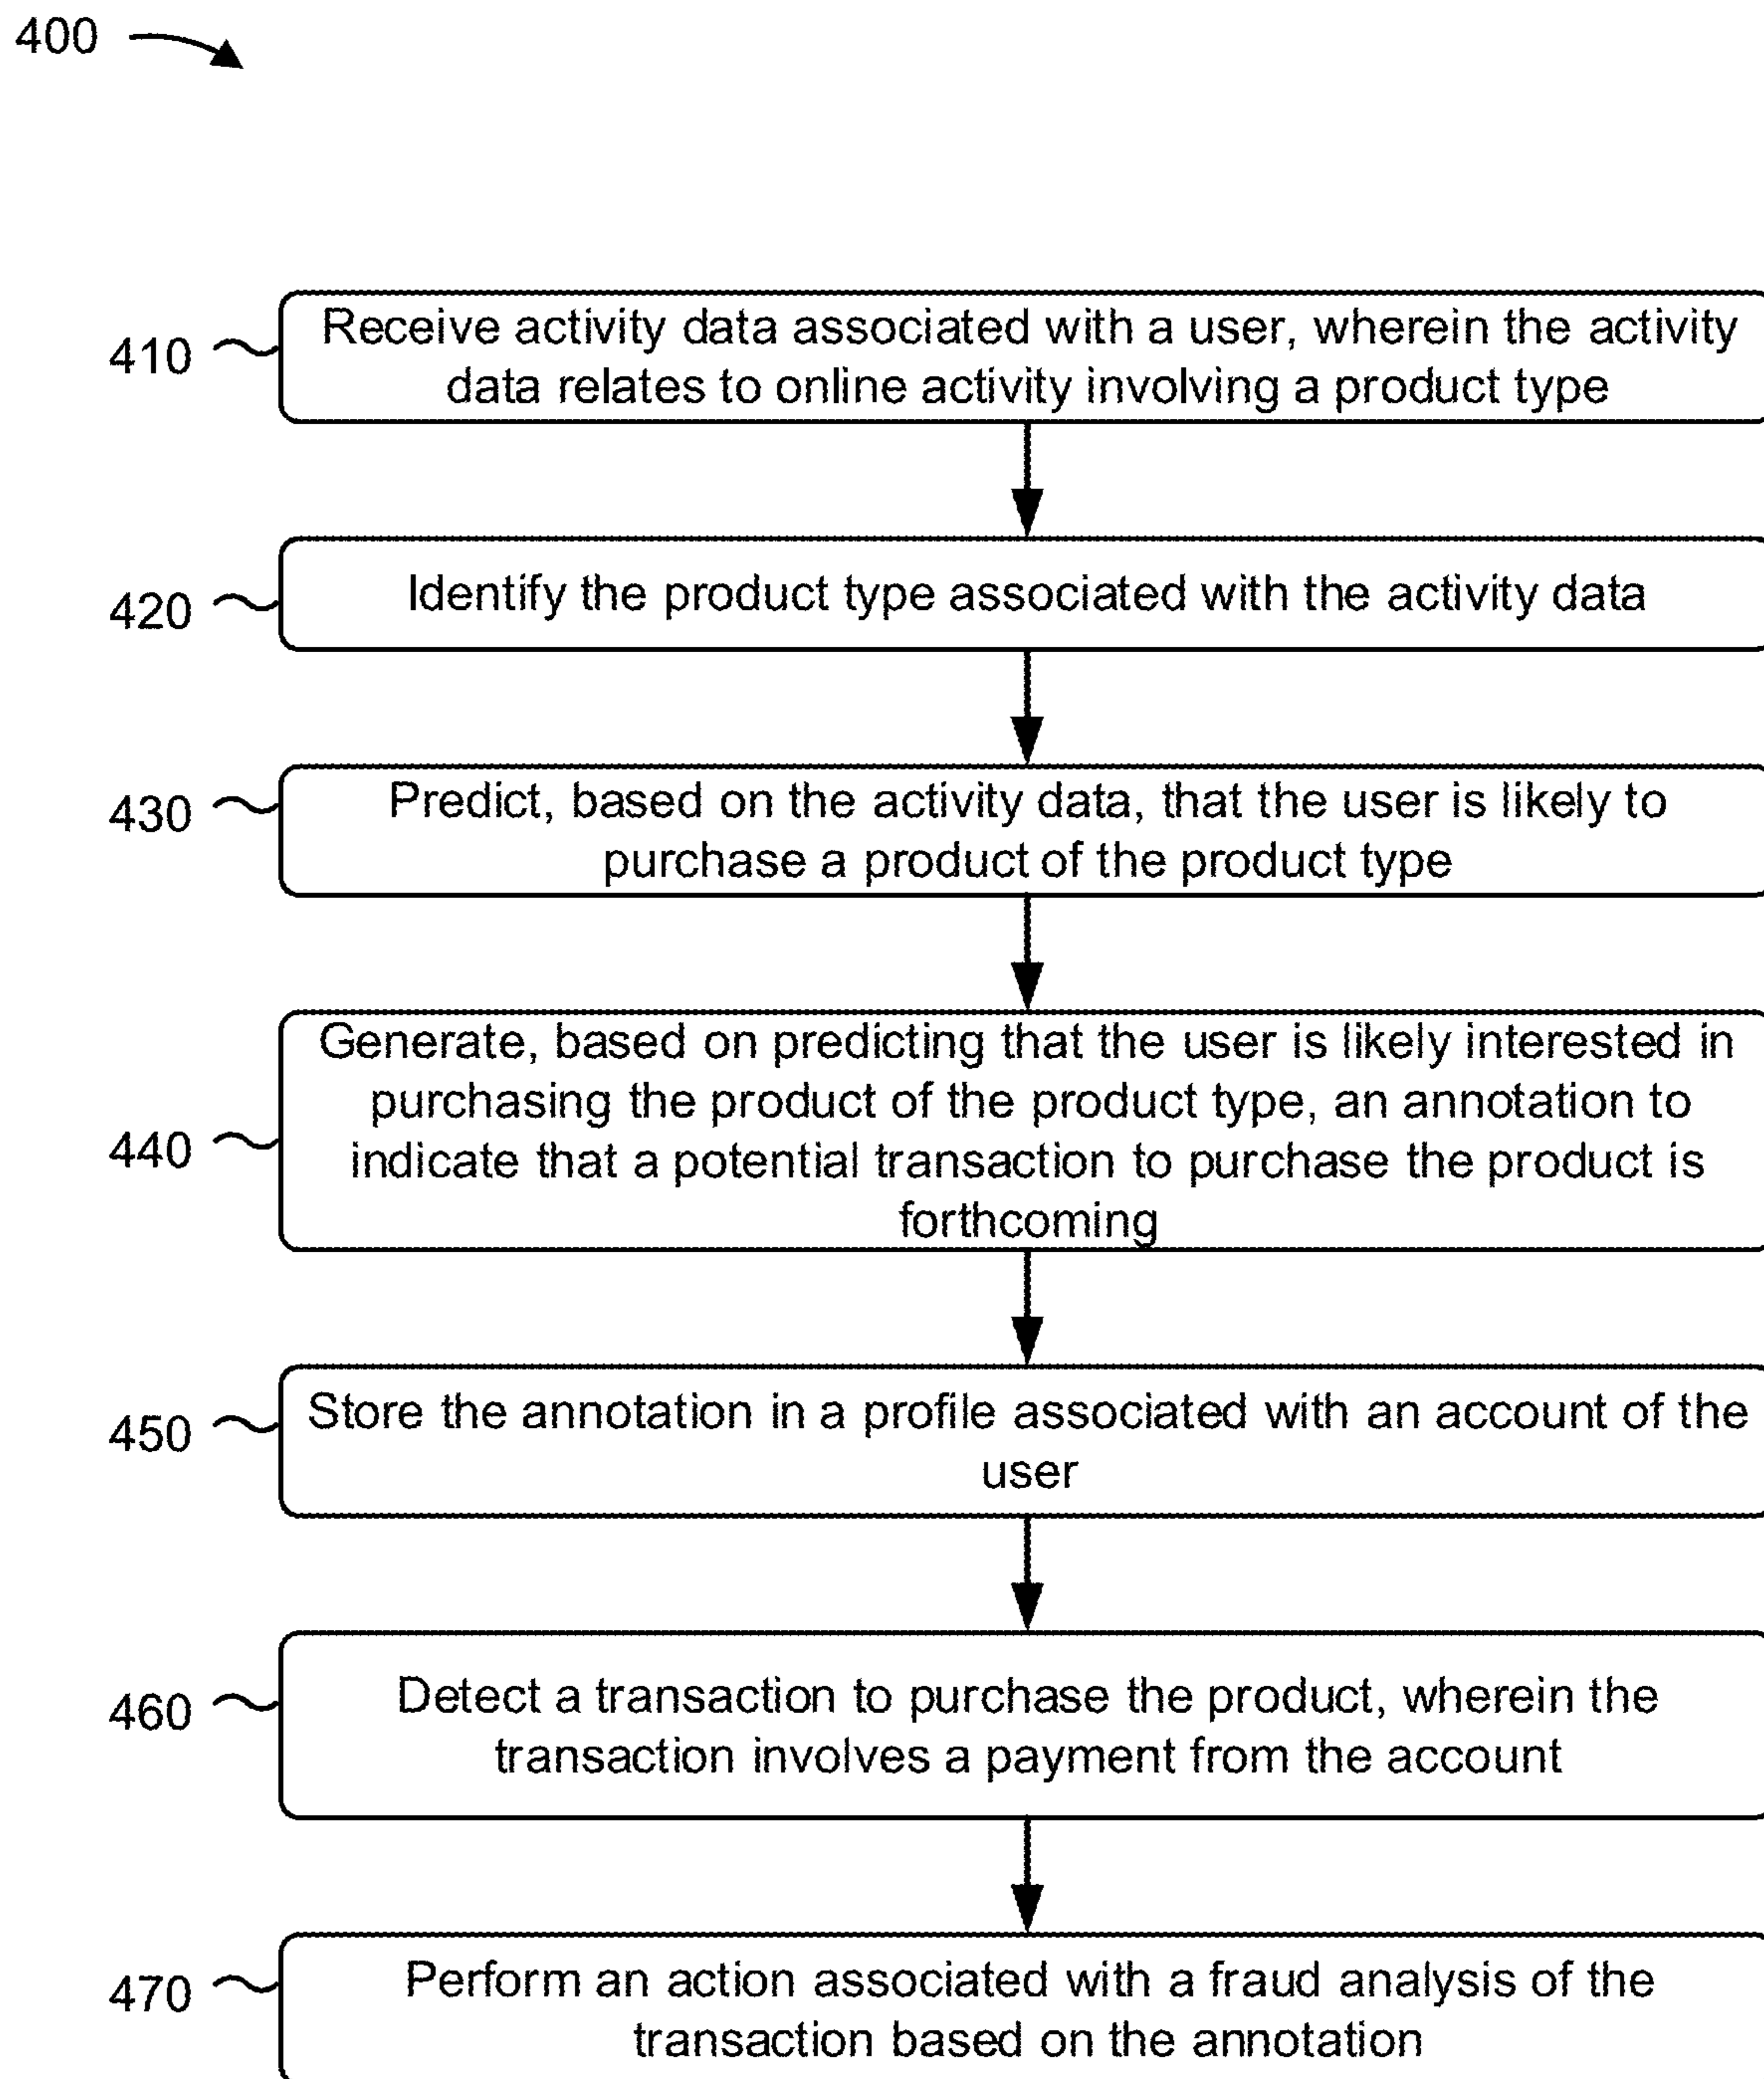 400
410
Receive activity data associated with a user, wherein the activity
data relates to online activity involving a product type
420
Identify the product type associated with the activity data
430
Predict, based on the activity data, that the user is likely to
purchase a product of the product type
440
Generate, based on predicting that the user is likely interested in
purchasing the product of the product type, an annotation to
indicate that a potential transaction to purchase the product is
forthcoming
450
Store the annotation in a profile associated with an account of the
user
460
Detect a transaction to purchase the product, wherein the
transaction involves a payment from the account
470
Perform an action associated with a fraud analysis of the
transaction based on the annotation